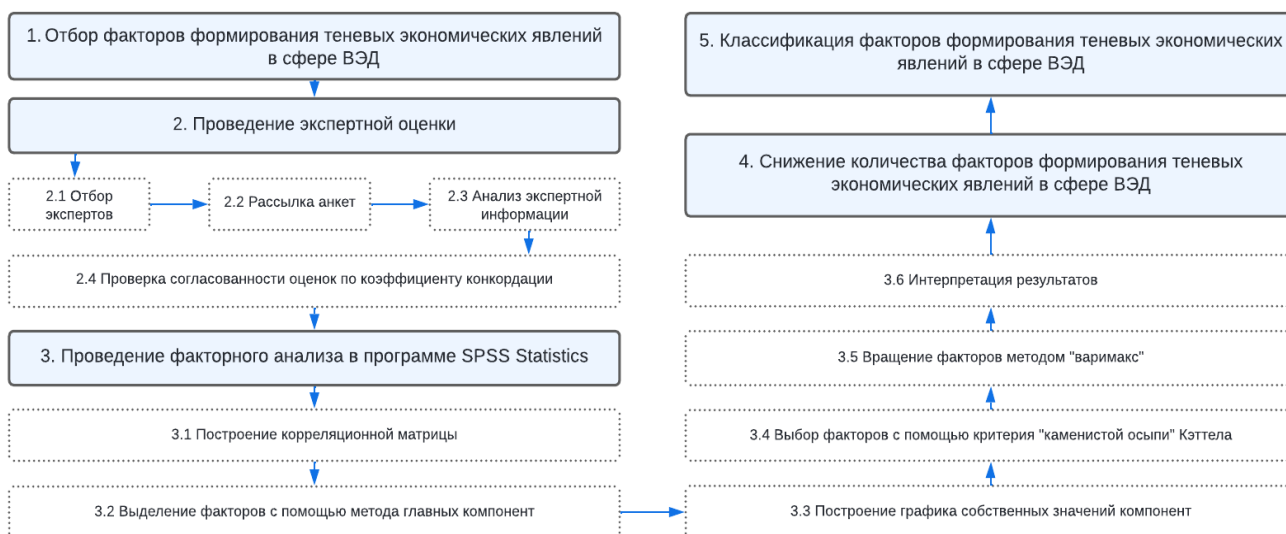 1. Отбор факторов формирования теневых экономических явлений
в сфере ВЭД
2. Проведение экспертной оценки
2.1 Отбор
экспертов
2.2 Рассылка анкет
2.3 Анализ экспертной
информации
2.4 Проверка согласованности оценок по коэффициенту конкордации
3. Проведение факторного анализа в программе SPSS Statistics
3.1 Построение корреляционной матрицы
3.2 Выделение факторов с помощью метода главных компонент
3.3 Построение графика собственных значений компонент
3.4 Выбор факторов с помощью критерия "каменистой осыпи" Кэттела
3.5 Вращение факторов методом "варимакс"
3.6 Интерпретация результатов
4. Снижение количества факторов формирования теневых
экономических явлений в сфере ВЭД
5. Классификация факторов формирования теневых экономических
явлений в сфере ВЭД